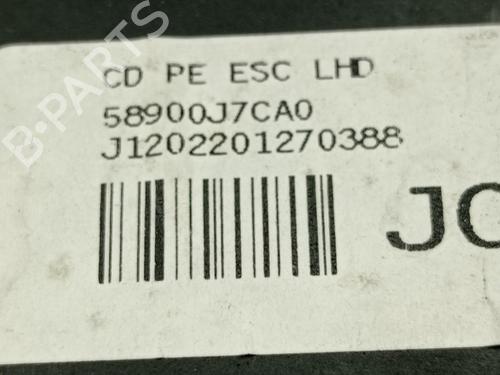 CD PE ESC LHD
58900J7CA0
J1202201270388
JC
B-PARTS